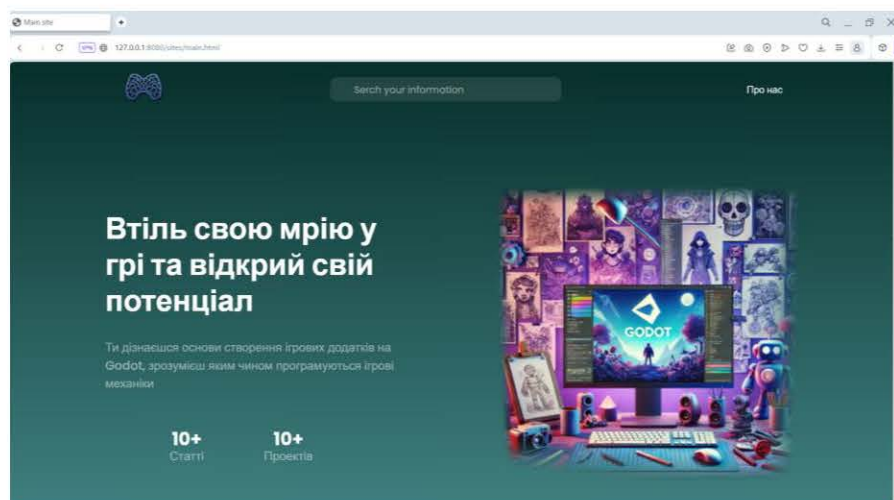 Main site
127.0.0.1:8080/sites/main.html
Serch your information
Про нас
Втіль свою мрію у
грі та відкрий свій
потенціал
Ти дізнаєшся основи створення ігрових додатків на
Godot, зрозумієш яким чином програмуються ігрові
механіки
GODOT
10+
10+
Статті
Проектів